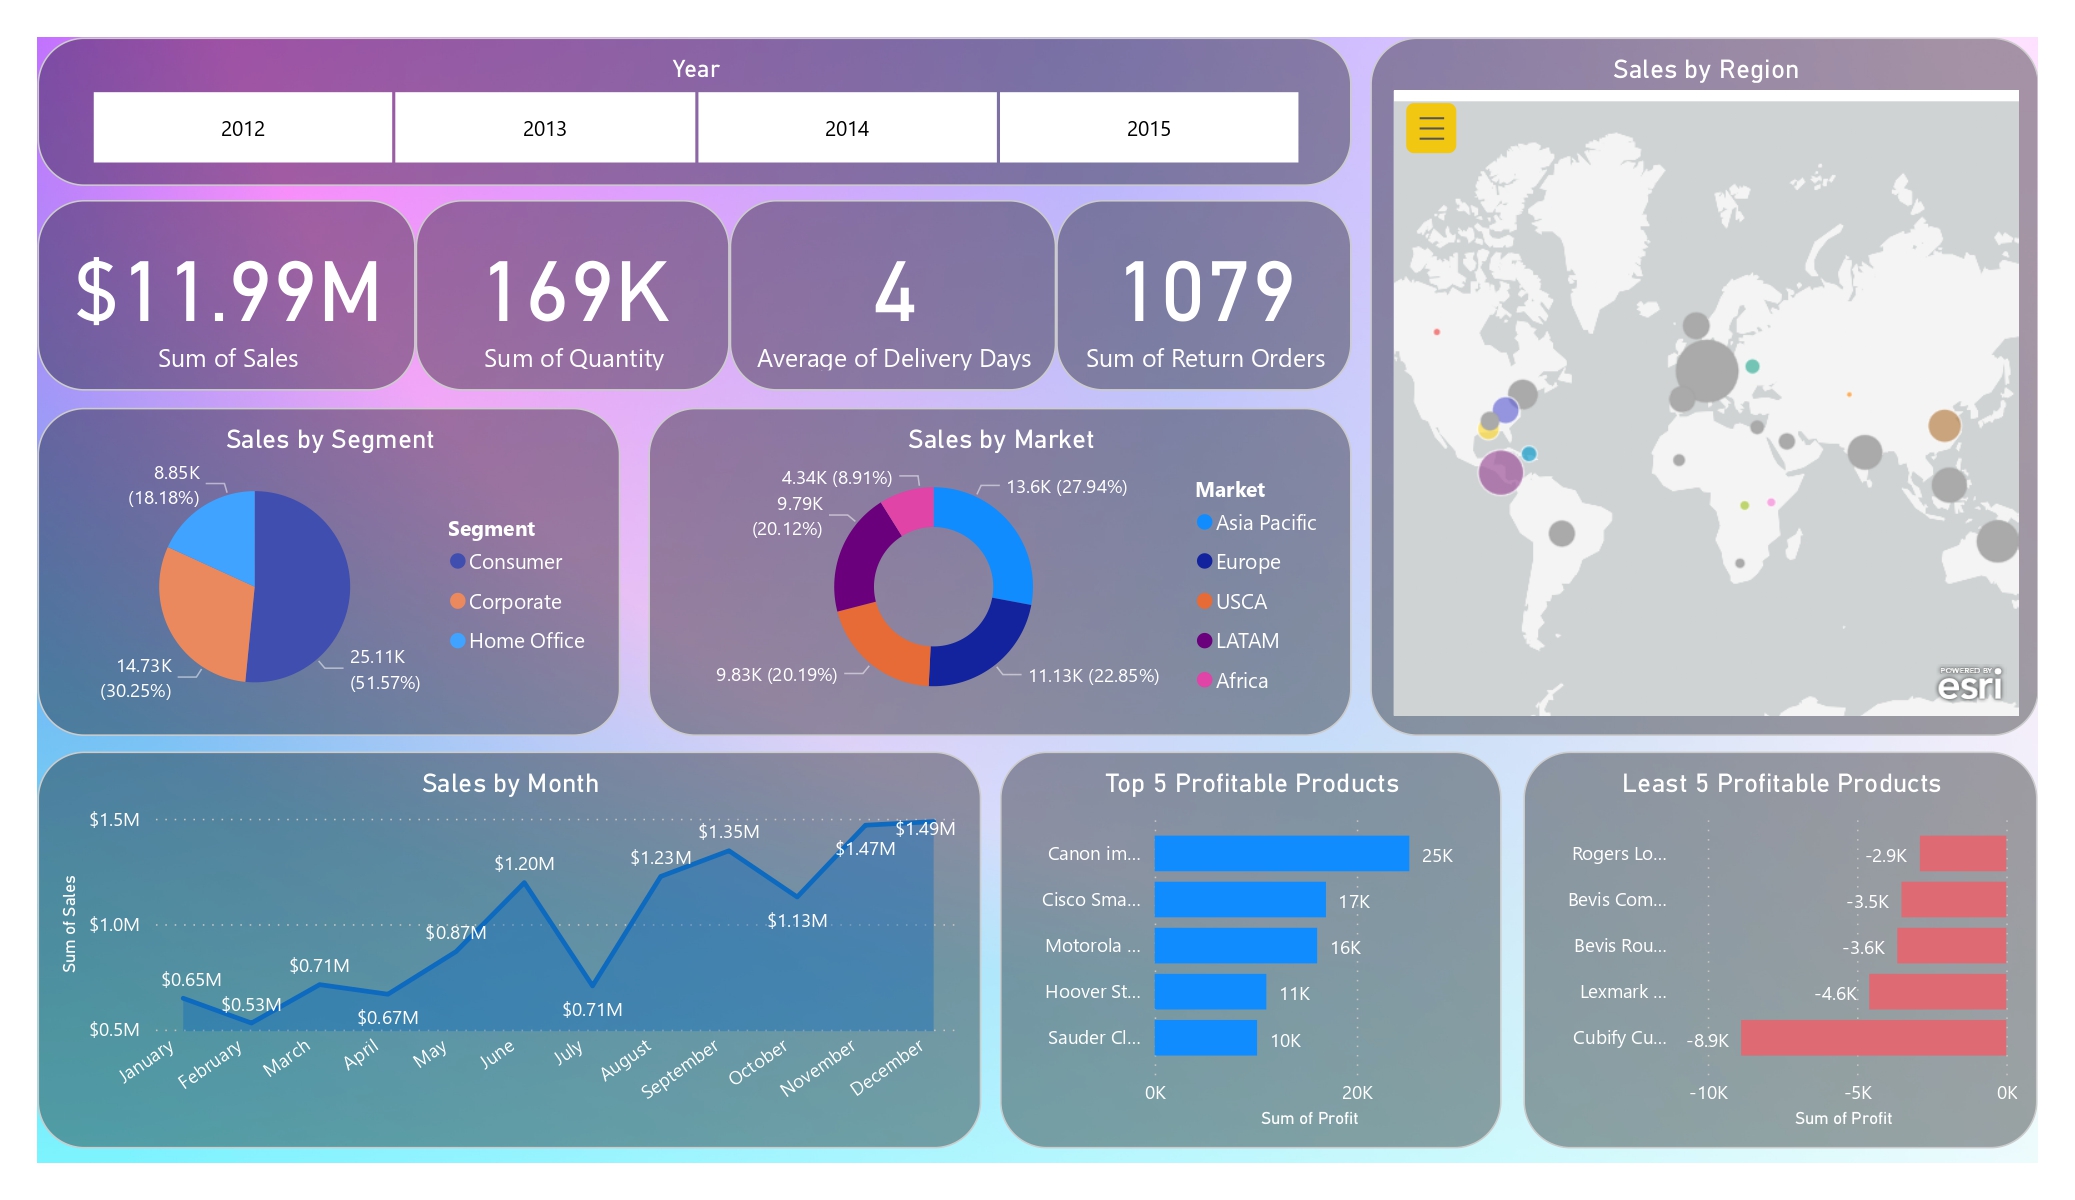 Year
2012
2013
2014
2015
$11.99M
Sum of Sales
169K
Sum of Quantity
4
Average of Delivery Days
1079
Sum of Return Orders
Sales by Region
POWERED BY
esri
Sales by Segment
8.85K
(18.18%)
14.73K
(30.25%)
25.11K
(51.57%)
Segment
Consumer
Corporate
Home Office
Sales by Market
4.34K (8.91%)
9.79K
(20.12%)
13.6K (27.94%)
9.83K (20.19%)
11.13K (22.85%)
Market
Asia Pacific
Europe
USCA
LATAM
Africa
Sales by Month
Sum of Sales
$1.5M
$1.0M
$0.5M
$0.65M
$0.53M
$0.71M
$0.67M
$0.87M
$1.20M
$0.71M
$1.23M
$1.35M
$1.13M
$1.47M
$1.49M
January
February
March
April
May
June
July
August
September
October
November
December
Top 5 Profitable Products
Canon im... 25K
Cisco Sma... 17K
Motorola ... 16K
Hoover St... 11K
Sauder Cl... 10K
0K 20K
Sum of Profit
Least 5 Profitable Products
Rogers Lo... -2.9K
Bevis Com... -3.5K
Bevis Rou... -3.6K
Lexmark ... -4.6K
Cubify Cu... -8.9K
-10K -5K 0K
Sum of Profit